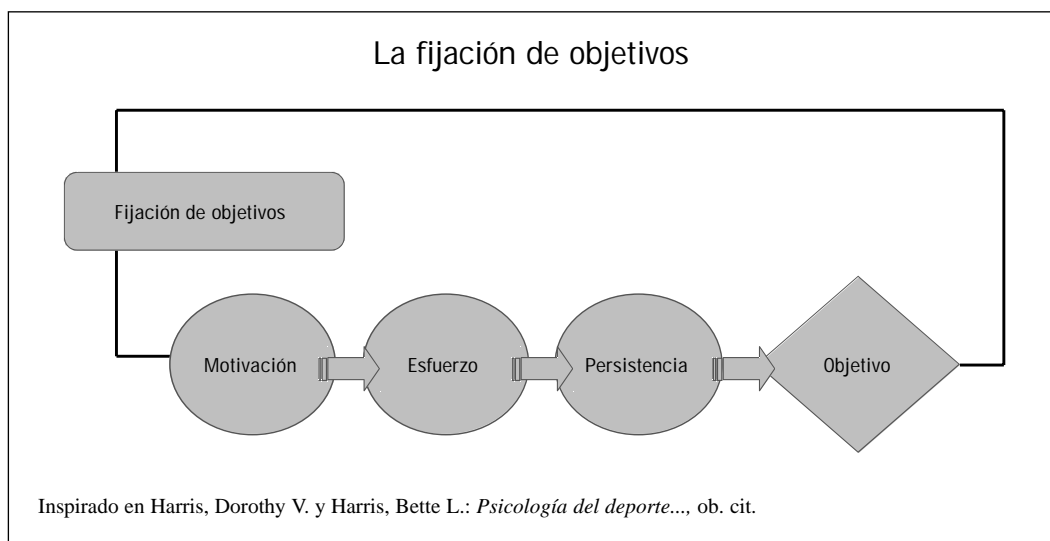 La fijación de objetivos
Fijación de objetivos
Motivación
Esfuerzo
Persistencia
Objetivo
Inspirado en Harris, Dorothy V. y Harris, Bette L.: Psicología del deporte..., ob. cit.